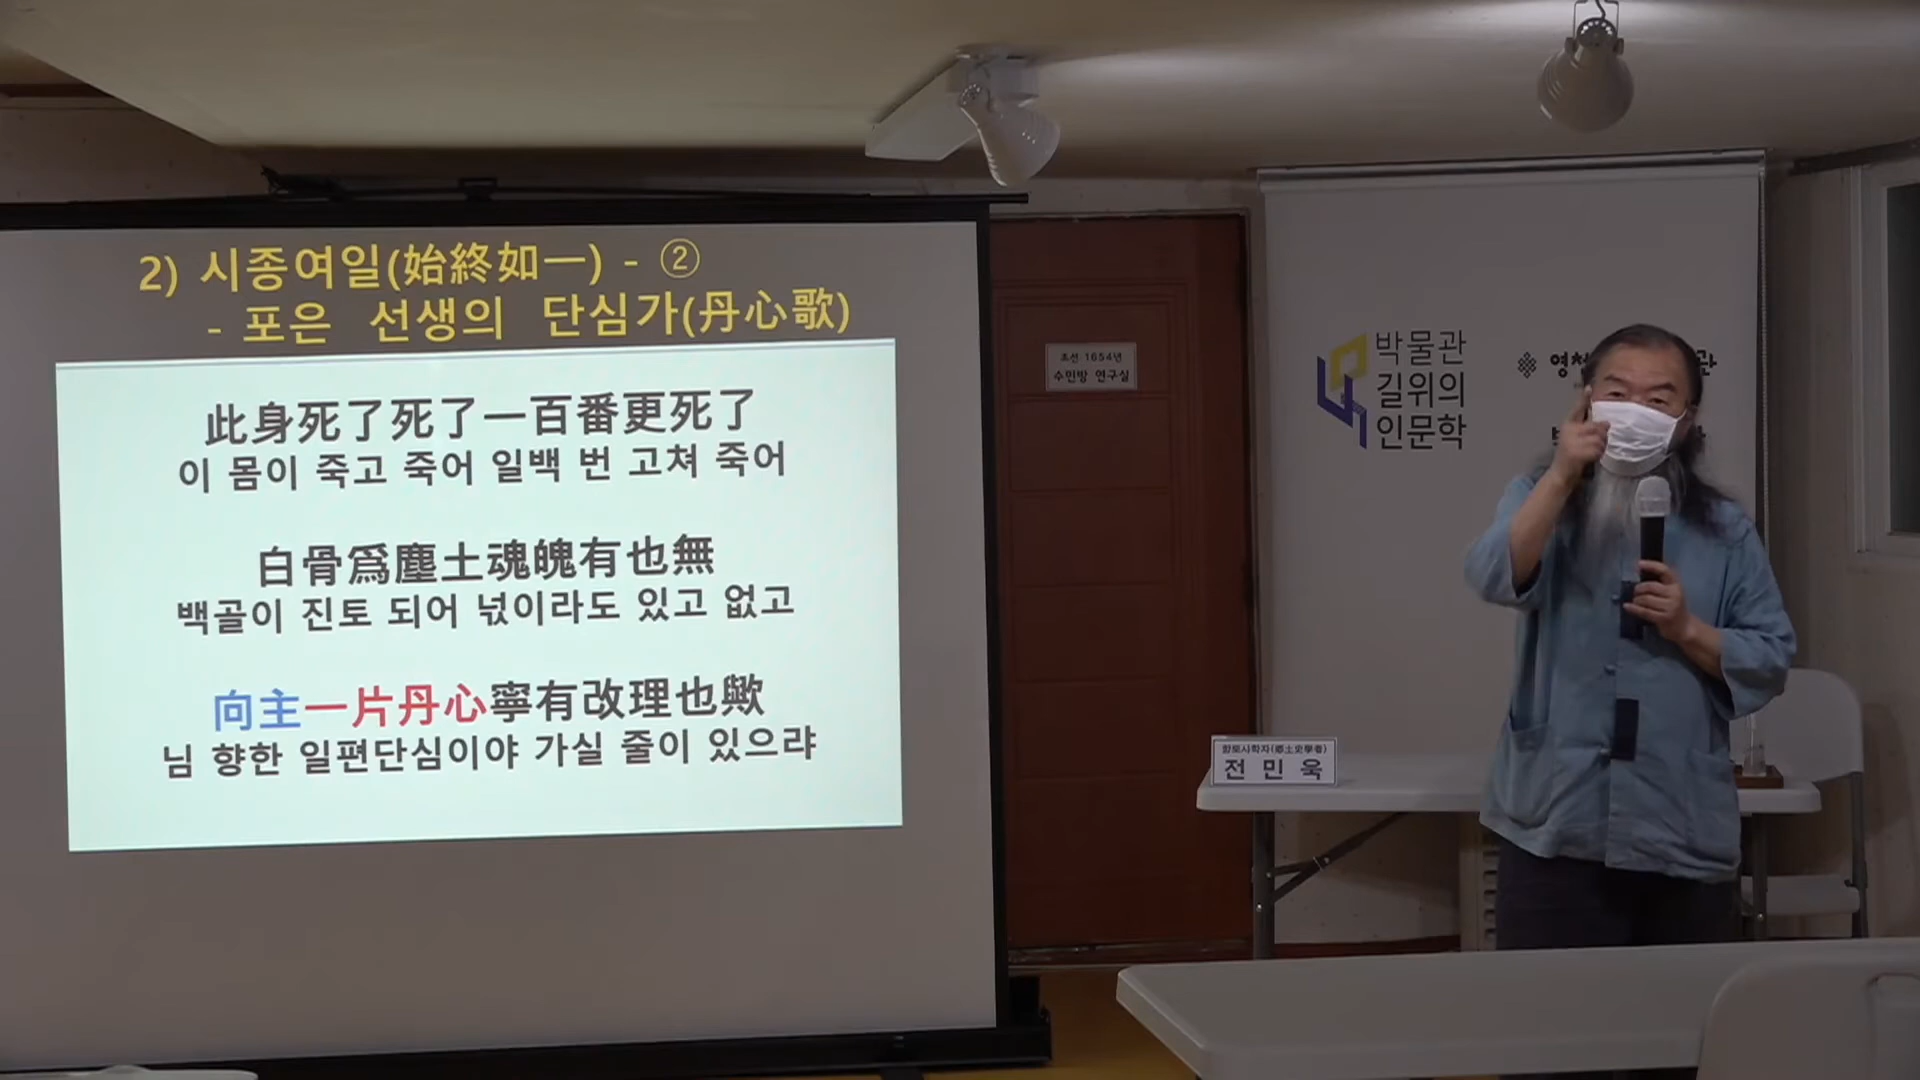 2) 시종여일(始終如一) - ②
- 포은 선생의 단심가(丹心歌)
此身死了死了一百番更死了
이 몸이 죽고 죽어 일백 번 고쳐 죽어
白骨爲塵土魂魄有也無
백골이 진토 되어 넋이라도 있고 없고
向主一片丹心寧有改理也歟
님 향한 일편단심이야 가실 줄이 있으랴
조선 1654년
수민방 연구실
박물관
길위의
인문학
향토사학자(鄕土史學者)
전 민 욱